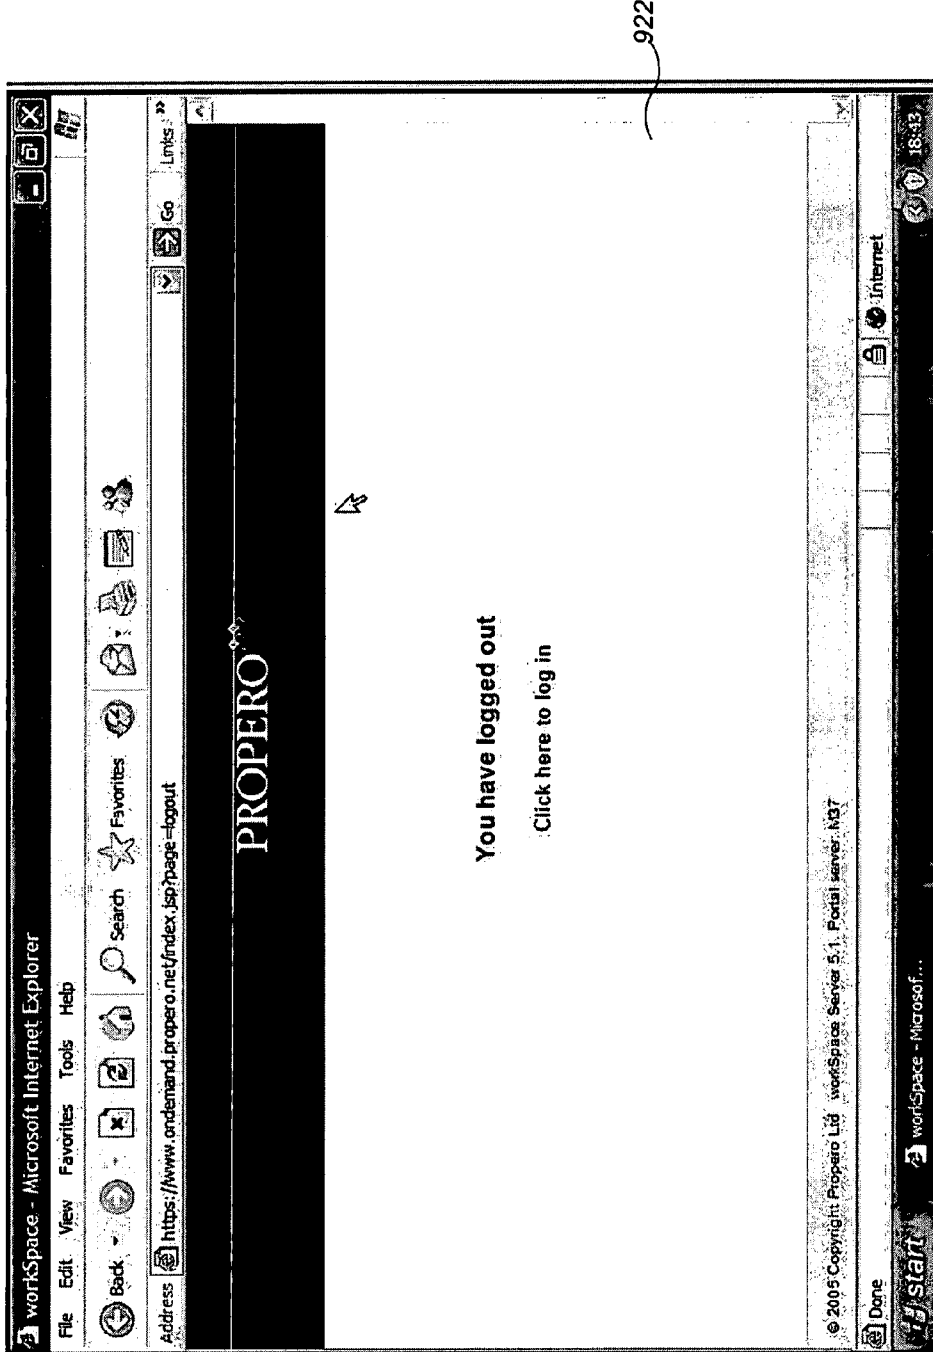 922
workSpace - Microsoft Internet Explorer
File Edit View Favorites Tools Help
Back Search Favorites
Address https://www.ondemand.propero.net/index.jsp?page=logout Go Links »
PROPERO
You have logged out
Click here to log in
© 2005 Copyright Propero Ltd workSpace Server 5.1. Portal server: M37
Done Internet
start workSpace - Microsof... 18:43